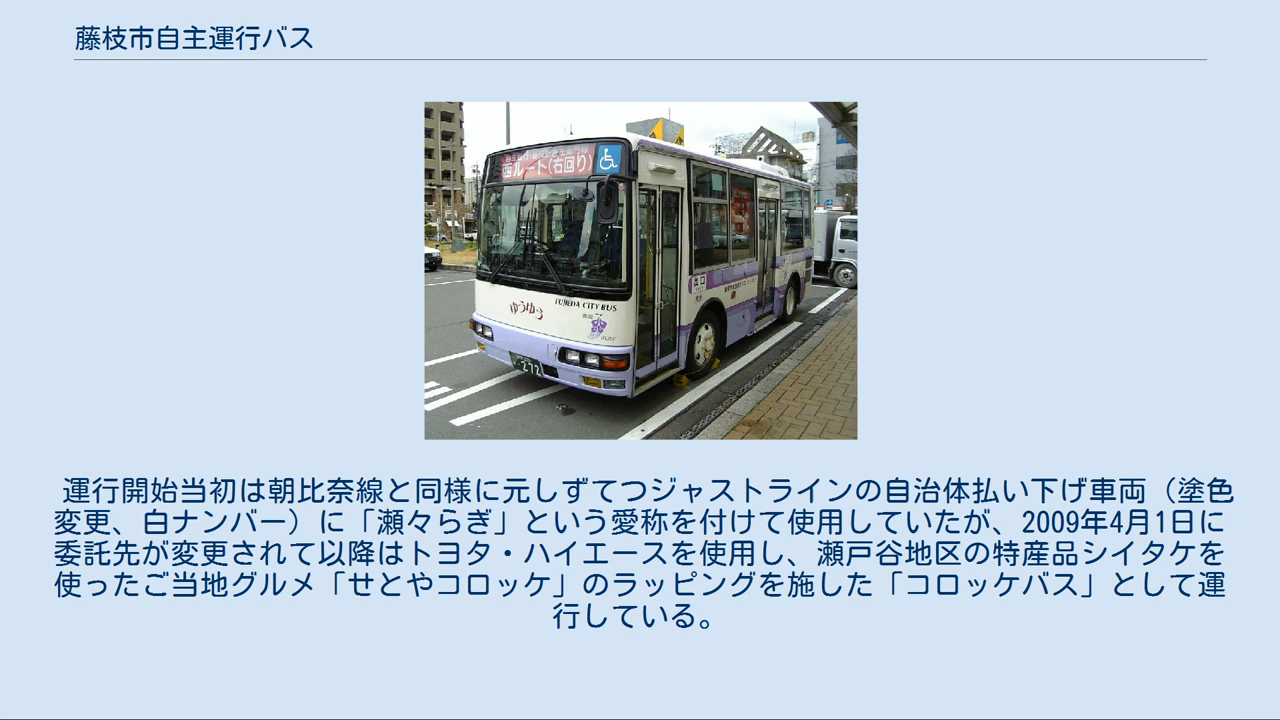 藤枝市自主運行バス
西ルート(右回り)
ゆうゆう
FUJIEDA CITY BUS
出口
272
運行開始当初は朝比奈線と同様に元しずてつジャストラインの自治体払い下げ車両（塗色
変更、白ナンバー）に「瀬々らぎ」という愛称を付けて使用していたが、2009年4月1日に
委託先が変更されて以降はトヨタ・ハイエースを使用し、瀬戸谷地区の特産品シイタケを
使ったご当地グルメ「せとやコロッケ」のラッピングを施した「コロッケバス」として運
行している。